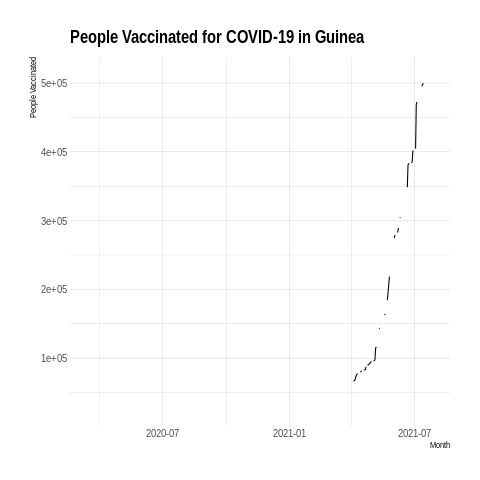 People Vaccinated for COVID-19 in Guinea
People Vaccinated
5e+05
4e+05
3e+05
2e+05
1e+05
2020-07
2021-01
2021-07
Month